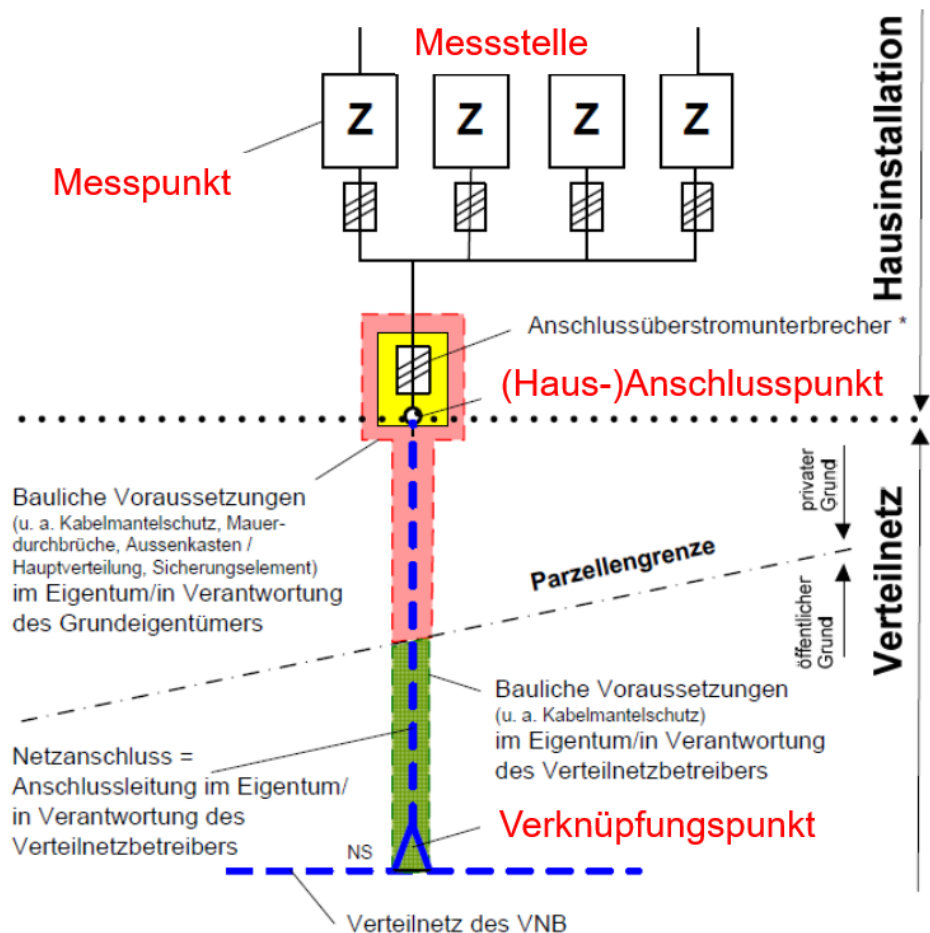 Messstelle
Z Z Z Z
Messpunkt
Hausinstallation
Anschlussüberstromunterbrecher *
(Haus-)Anschlusspunkt
Bauliche Voraussetzungen
(u. a. Kabelmantelschutz, Mauer-
durchbrüche, Aussenkasten /
Hauptverteilung, Sicherungselement)
im Eigentum/in Verantwortung
des Grundeigentümers
privater
Grund
Parzellengrenze
öffentlicher
Grund
Verteilnetz
Bauliche Voraussetzungen
(u. a. Kabelmantelschutz)
im Eigentum/in Verantwortung
des Verteilnetzbetreibers
Netzanschluss =
Anschlussleitung im Eigentum/
in Verantwortung des
Verteilnetzbetreibers
Verknüpfungspunkt
NS
Verteilnetz des VNB